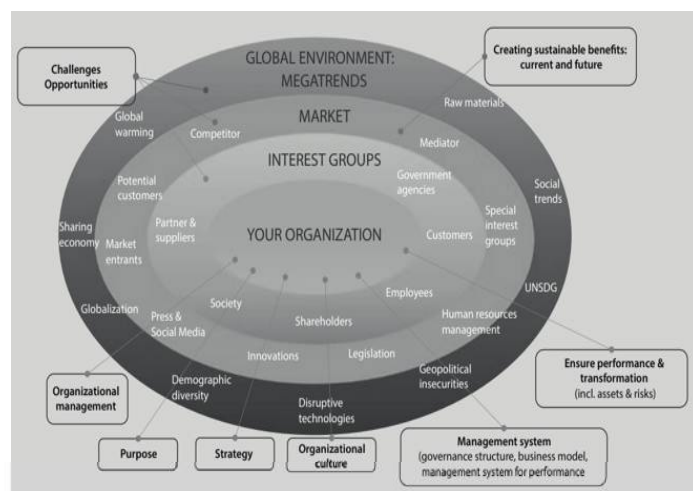 GLOBAL ENVIRONMENT:
MEGATRENDS
Creating sustainable benefits:
current and future
Challenges
Opportunities
Raw materials
Global
warming
Competitor
MARKET
Mediator
INTEREST GROUPS
Government
agencies
Potential
customers
Social
trends
Partner &
suppliers
Special
interest
groups
Sharing
economy
Market
entrants
YOUR ORGANIZATION
Customers
UNSDG
Employees
Globalization
Press &
Social Media
Society
Shareholders
Human resources
management
Innovations
Legislation
Geopolitical
insecurities
Demographic
diversity
Disruptive
technologies
Ensure performance &
transformation
(incl. assets & risks)
Organizational
management
Purpose
Strategy
Organizational
culture
Management system
(governance structure, business model,
management system for performance